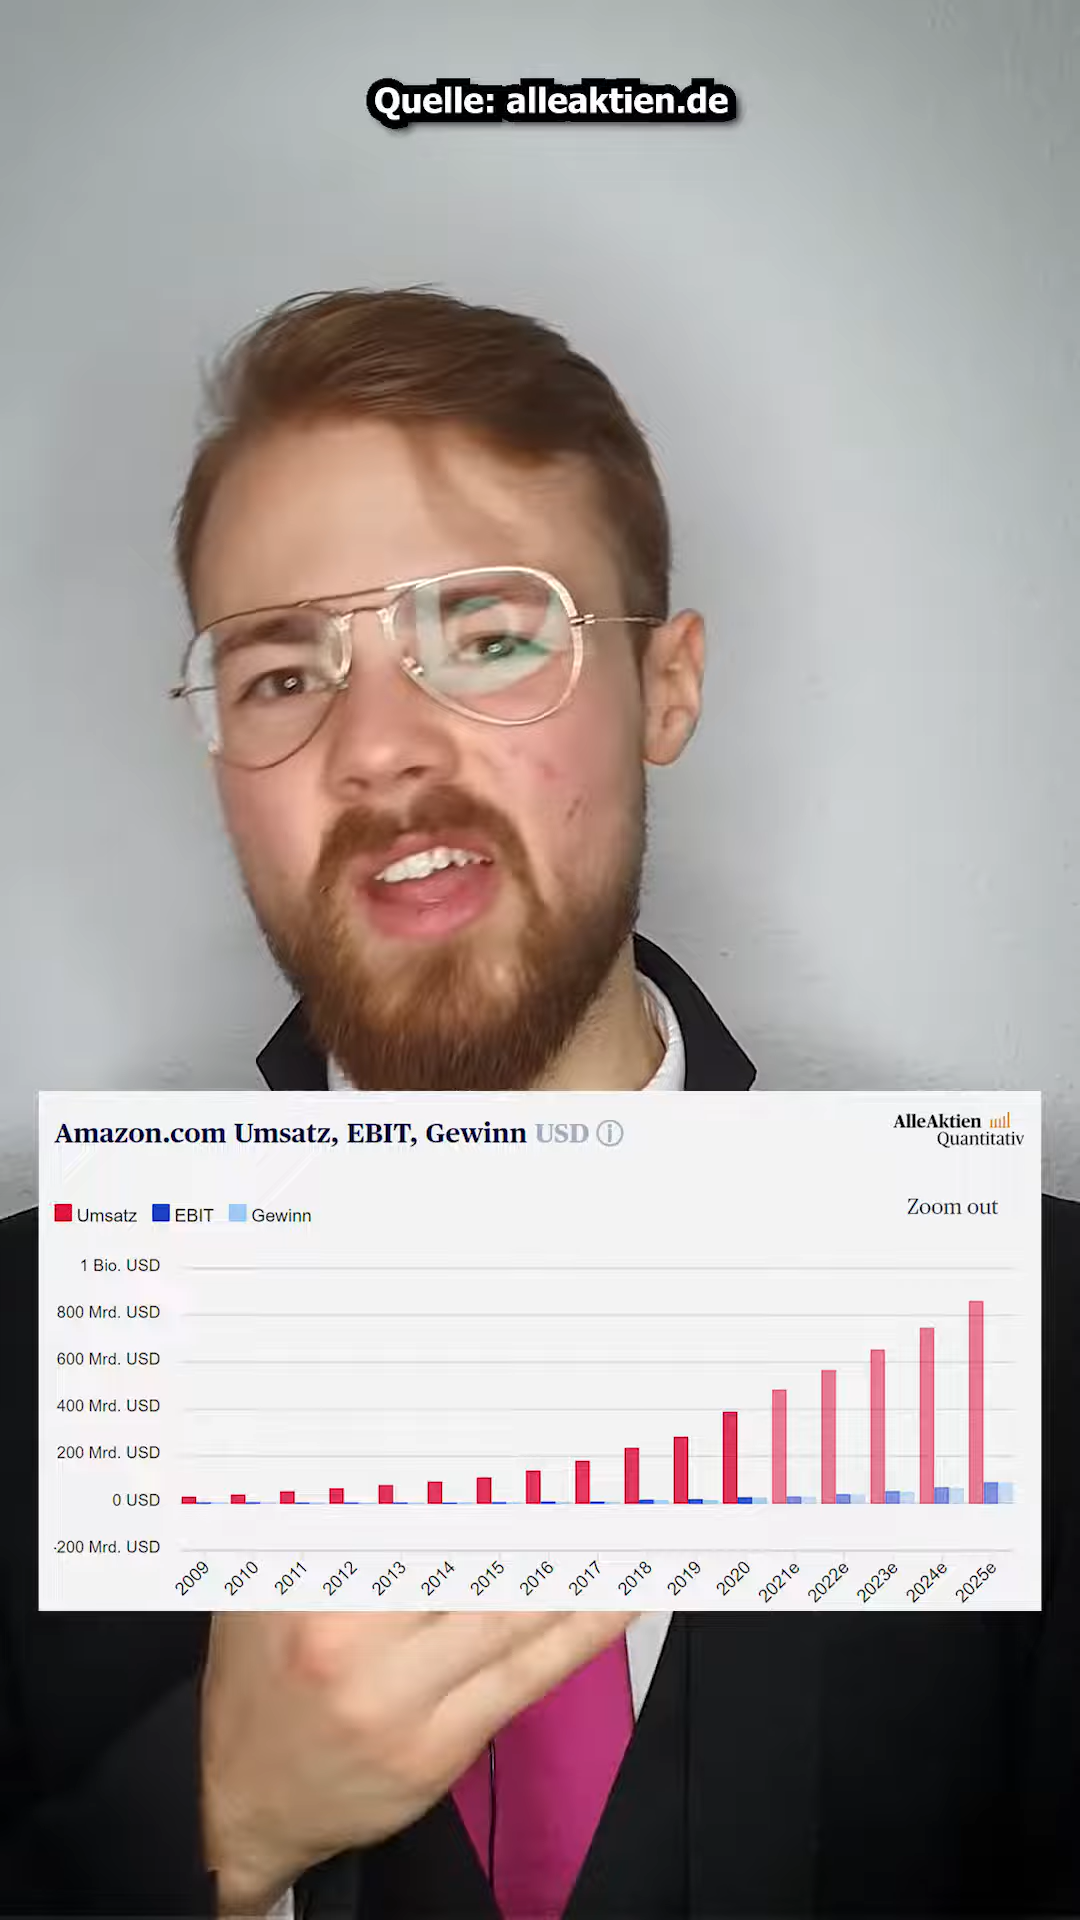 Quelle: alleaktien.de
Amazon.com Umsatz, EBIT, Gewinn USD ⓘ
AlleAktien
Quantitativ
Umsatz EBIT Gewinn
Zoom out
1 Bio. USD
800 Mrd. USD
600 Mrd. USD
400 Mrd. USD
200 Mrd. USD
0 USD
-200 Mrd. USD
2009 2010 2011 2012 2013 2014 2015 2016 2017 2018 2019 2020 2021e 2022e 2023e 2024e 2025e